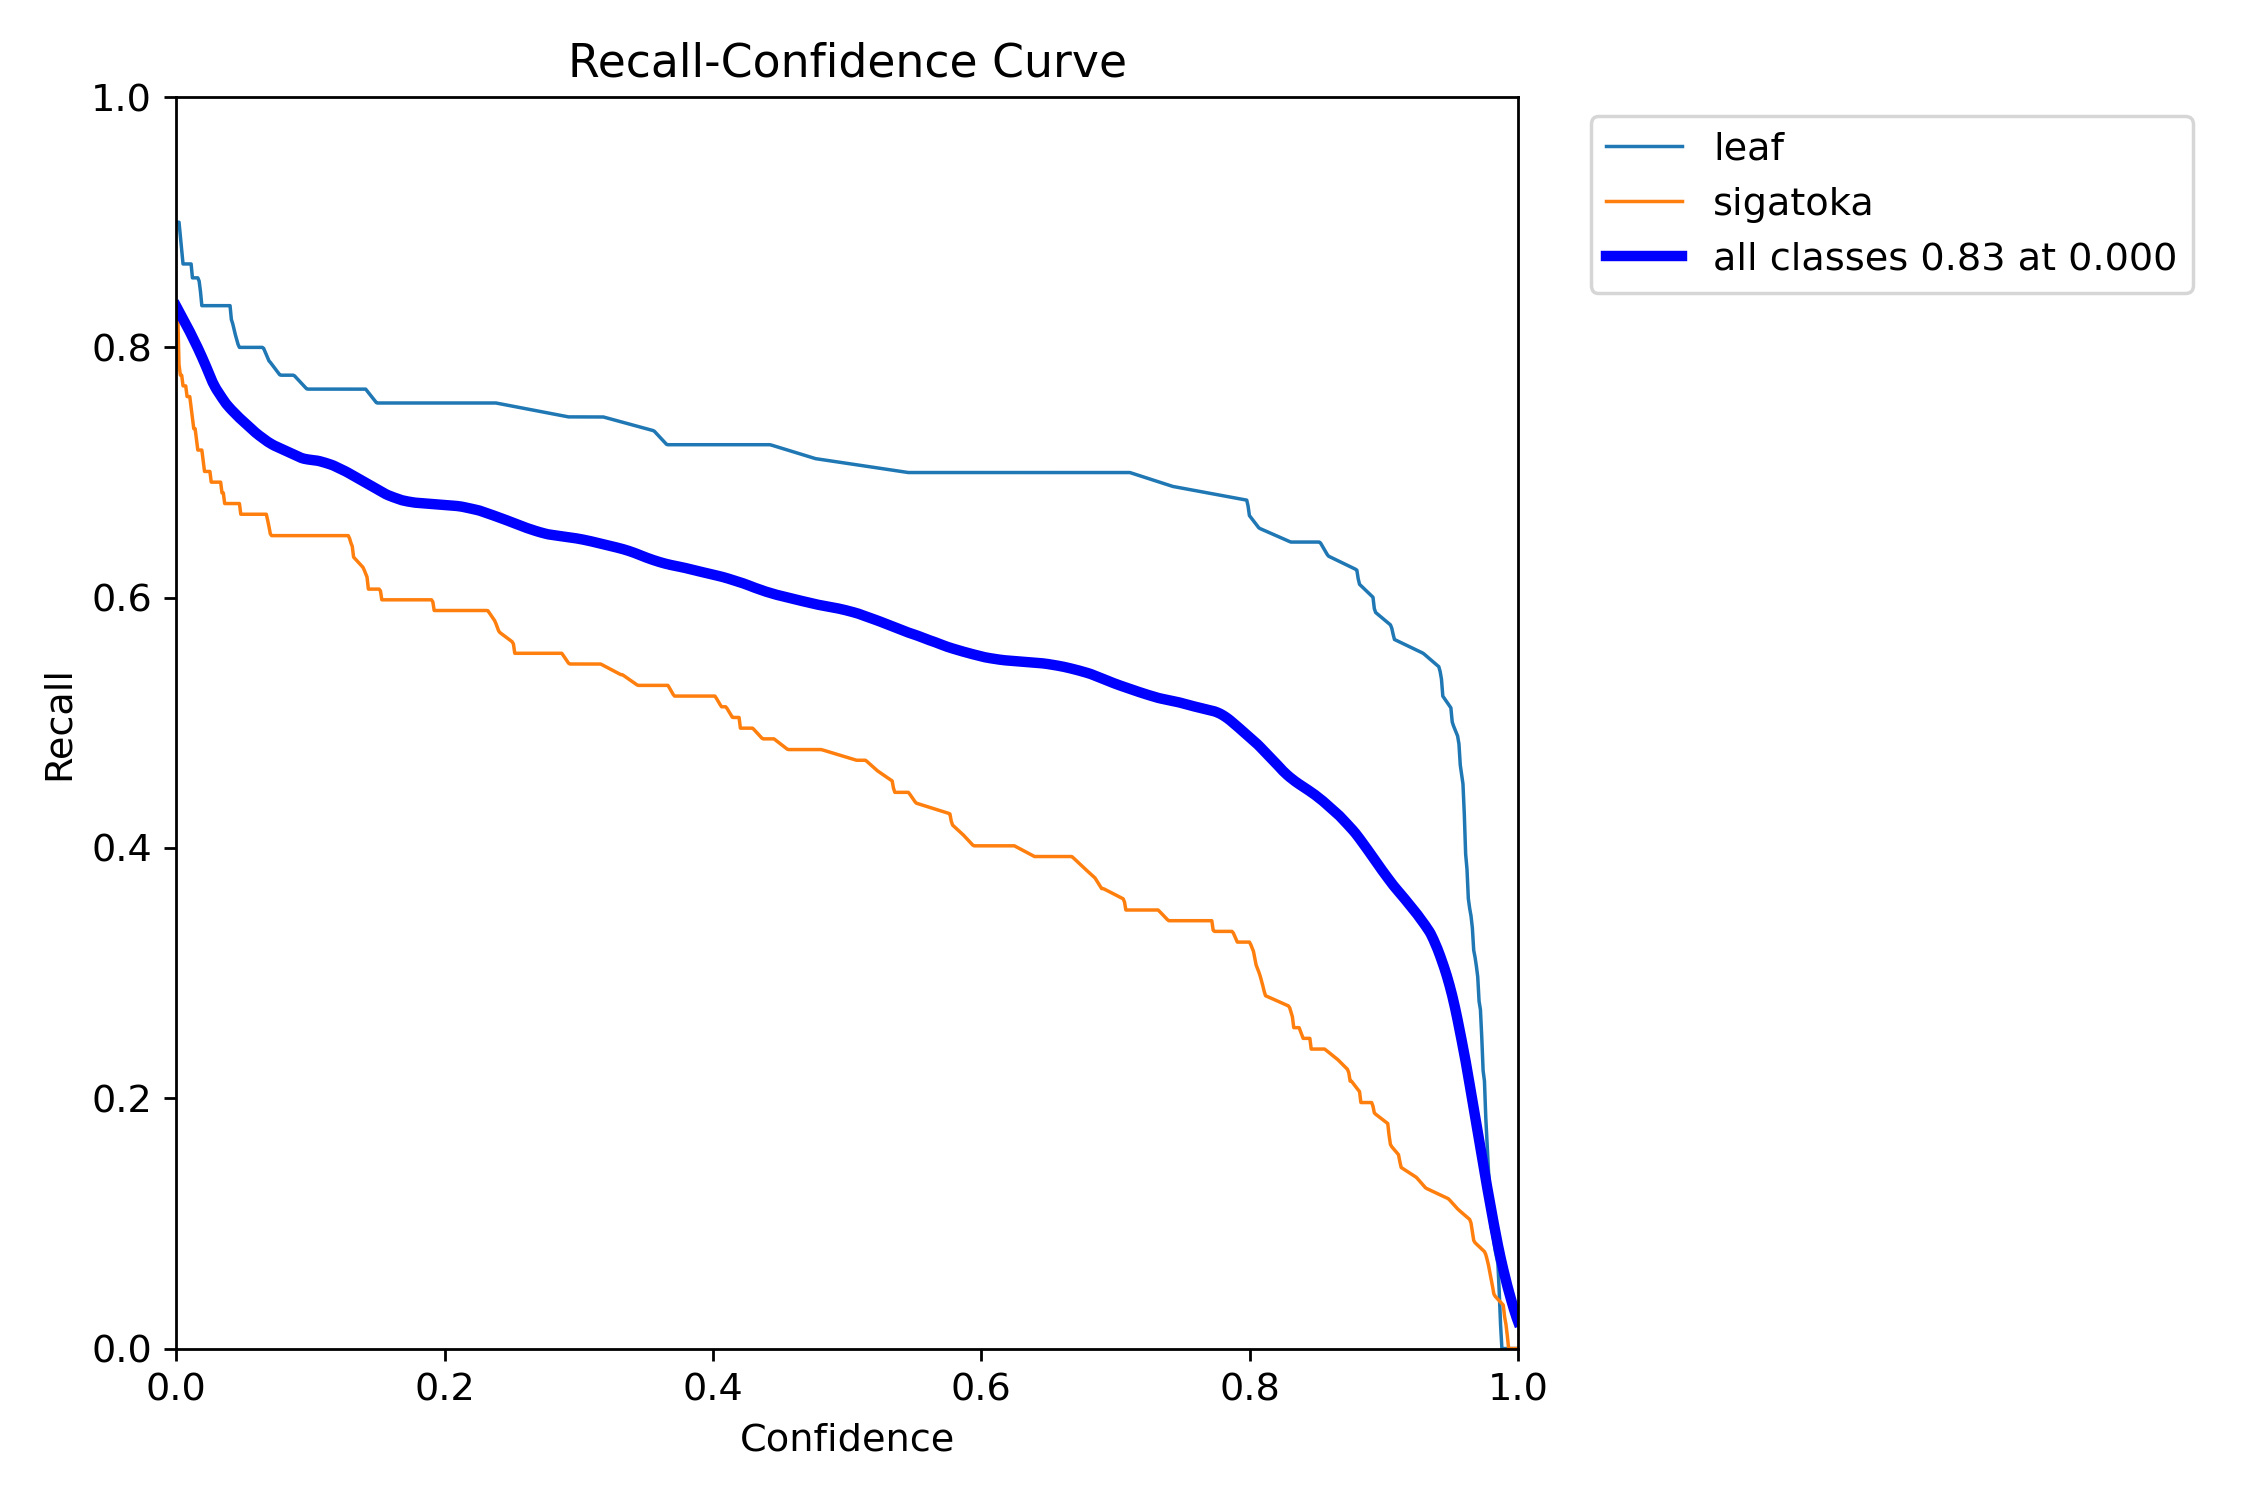 Recall-Confidence Curve
1.0
0.8
0.6
0.4
0.2
0.0
Recall
0.0 0.2 0.4 0.6 0.8 1.0
Confidence
leaf
sigatoka
all classes 0.83 at 0.000